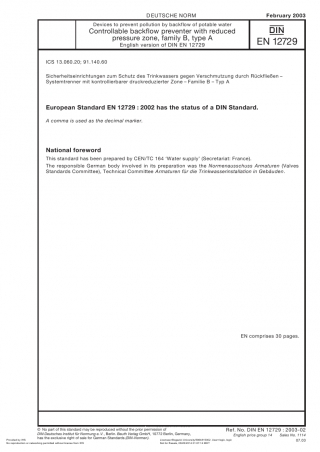 DEUTSCHE NORM
February 2003
Devices to prevent pollution by backflow of potable water
Controllable backflow preventer with reduced
pressure zone, family B, type A
English version of DIN EN 12729
DIN
EN 12729
ICS 13.060.20; 91.140.60
Sicherheitseinrichtungen zum Schutz des Trinkwassers gegen Verschmutzung durch Rückfließen –
Systemtrenner mit kontrollierbarer druckreduzierter Zone - Familie B – Typ A
European Standard EN 12729 : 2002 has the status of a DIN Standard.
A comma is used as the decimal marker.
National foreword
This standard has been prepared by CEN/TC 164 ‘Water supply’ (Secretariat: France).
The responsible German body involved in its preparation was the Normenausschuss Armaturen (Valves
Standards Committee), Technical Committee Armaturen für die Trinkwasserinstallation in Gebäuden.
EN comprises 30 pages.
© No part of this standard may be reproduced without the prior permission of
DIN Deutsches Institut für Normung e. V., Berlin. Beuth Verlag GmbH, 10772 Berlin, Germany,
has the exclusive right of sale for German Standards (DIN-Normen).
Ref. No. DIN EN 12729 : 2003-02
English price group 14 Sales No. 1114
07.03